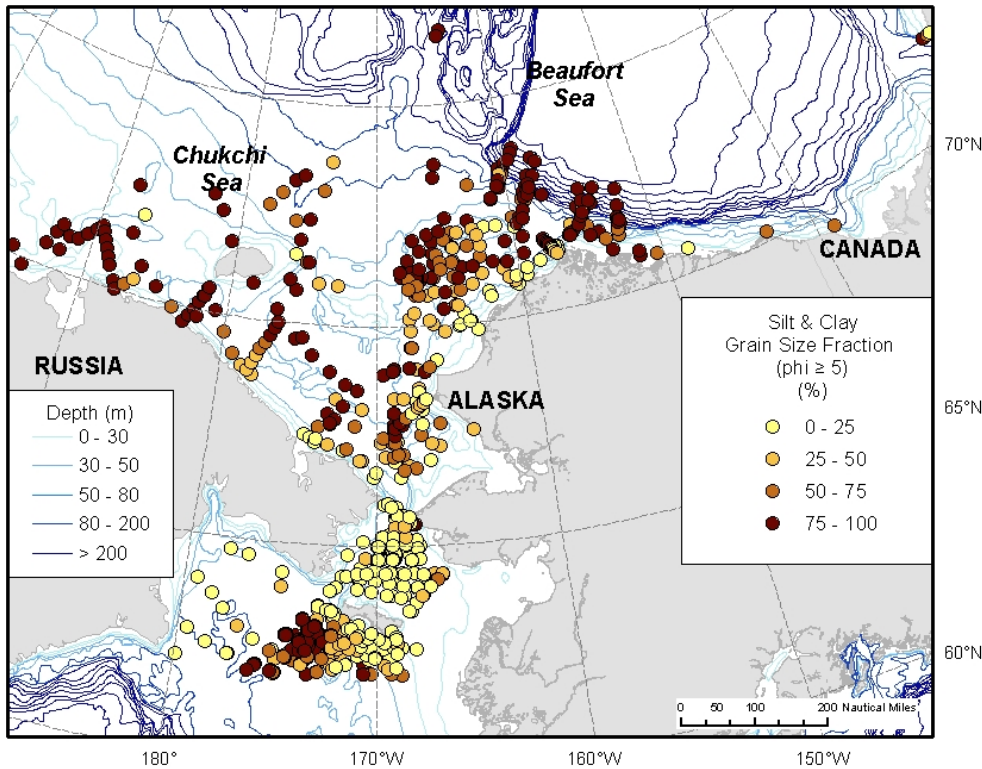 Beaufort
Sea
Chukchi
Sea
70°N
CANADA
RUSSIA
ALASKA
65°N
60°N
Depth (m)
0 - 30
30 - 50
50 - 80
80 - 200
> 200
Silt & Clay
Grain Size Fraction
(phi ≥ 5)
(%)
0 - 25
25 - 50
50 - 75
75 - 100
0 50 100 200 Nautical Miles
180° 170°W 160°W 150°W